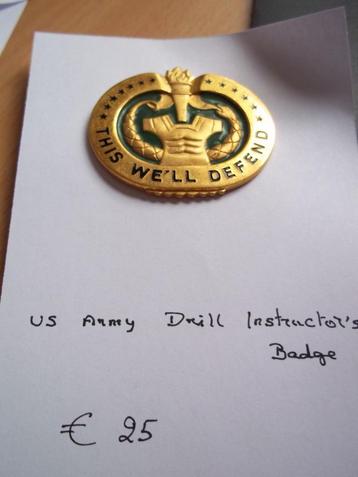 THIS WE'LL DEFEND
US Army Drill Instructor's
Badge
€ 25